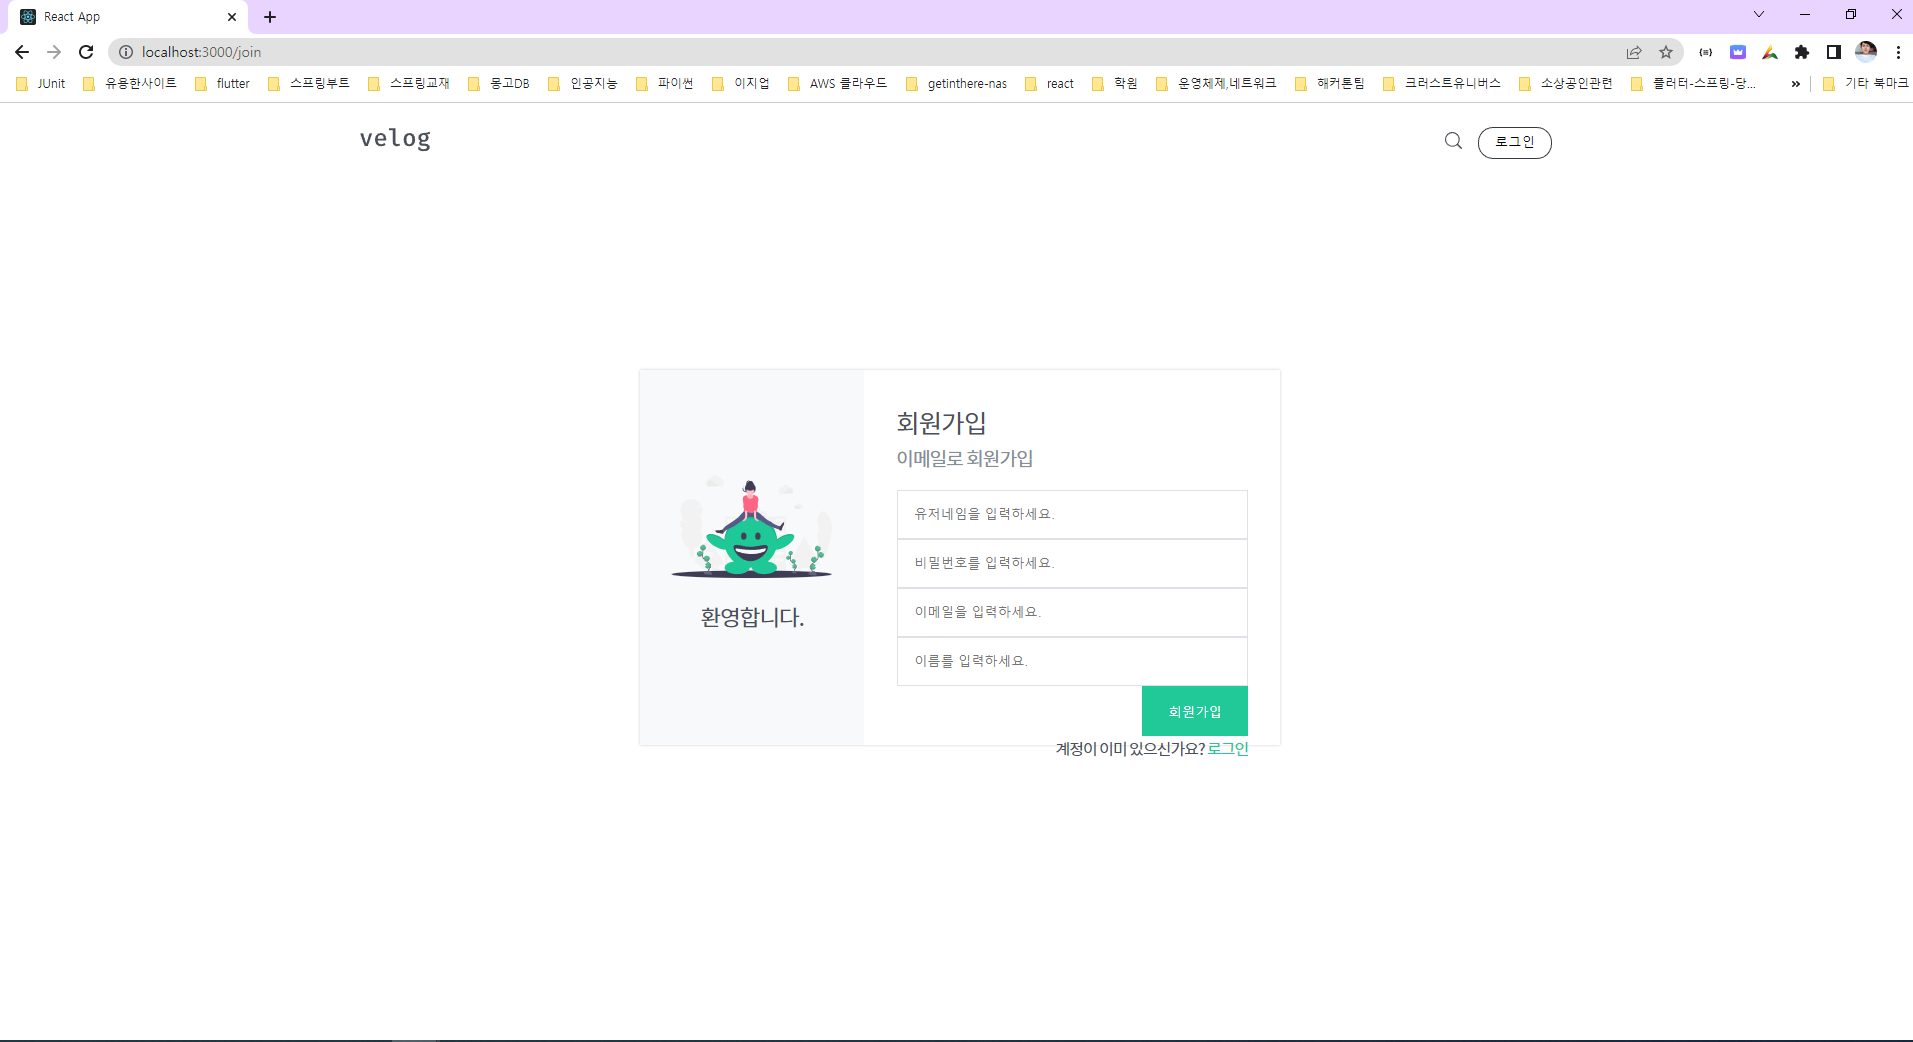 React App
localhost:3000/join
JUnit 유용한사이트 flutter 스프링부트 스프링교재 몽고DB 인공지능 파이썬 이지업 AWS 클라우드 getinthere-nas react 학원 운영체제,네트워크 해커톤팀 크러스트유니버스 소상공인관련 플러터-스프링-당... » 기타 북마크
velog
로그인
회원가입
이메일로 회원가입
유저네임을 입력하세요.
비밀번호를 입력하세요.
이메일을 입력하세요.
이름를 입력하세요.
환영합니다.
회원가입
계정이 이미 있으신가요? 로그인